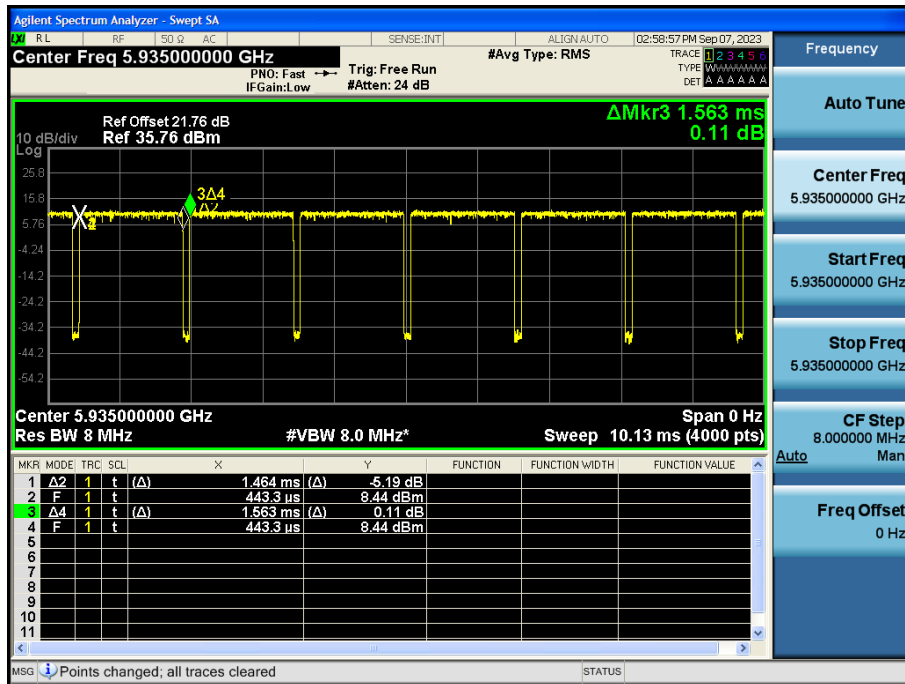 Agilent Spectrum Analyzer - Swept SA
LXI RL RF 50 Ω AC SENSE:INT ALIGN AUTO 02:58:57 PM Sep 07, 2023
Center Freq 5.935000000 GHz
#Avg Type: RMS
TRACE 1 2 3 4 5 6
TYPE WWWWWW
DET A A A A A A
PNO: Fast
IFGain:Low
Trig: Free Run
#Atten: 24 dB
ΔMkr3 1.563 ms
0.11 dB
Ref Offset 21.76 dB
10 dB/div Ref 35.76 dBm
Log
25.8
15.8
5.76
-4.24
-14.2
-24.2
-34.2
-44.2
-54.2
3Δ4
Center 5.935000000 GHz Span 0 Hz
Res BW 8 MHz #VBW 8.0 MHz* Sweep 10.13 ms (4000 pts)
MKR MODE TRC SCL X Y FUNCTION FUNCTION WIDTH FUNCTION VALUE
1 Δ2 1 t (Δ) 1.464 ms (Δ) -5.19 dB
2 F 1 t 443.3 µs 8.44 dBm
3 Δ4 1 t (Δ) 1.563 ms (Δ) 0.11 dB
4 F 1 t 443.3 µs 8.44 dBm
5
6
7
8
9
10
11
MSG Points changed; all traces cleared STATUS
Frequency
Auto Tune
Center Freq
5.935000000 GHz
Start Freq
5.935000000 GHz
Stop Freq
5.935000000 GHz
CF Step
8.000000 MHz
Auto Man
Freq Offset
0 Hz